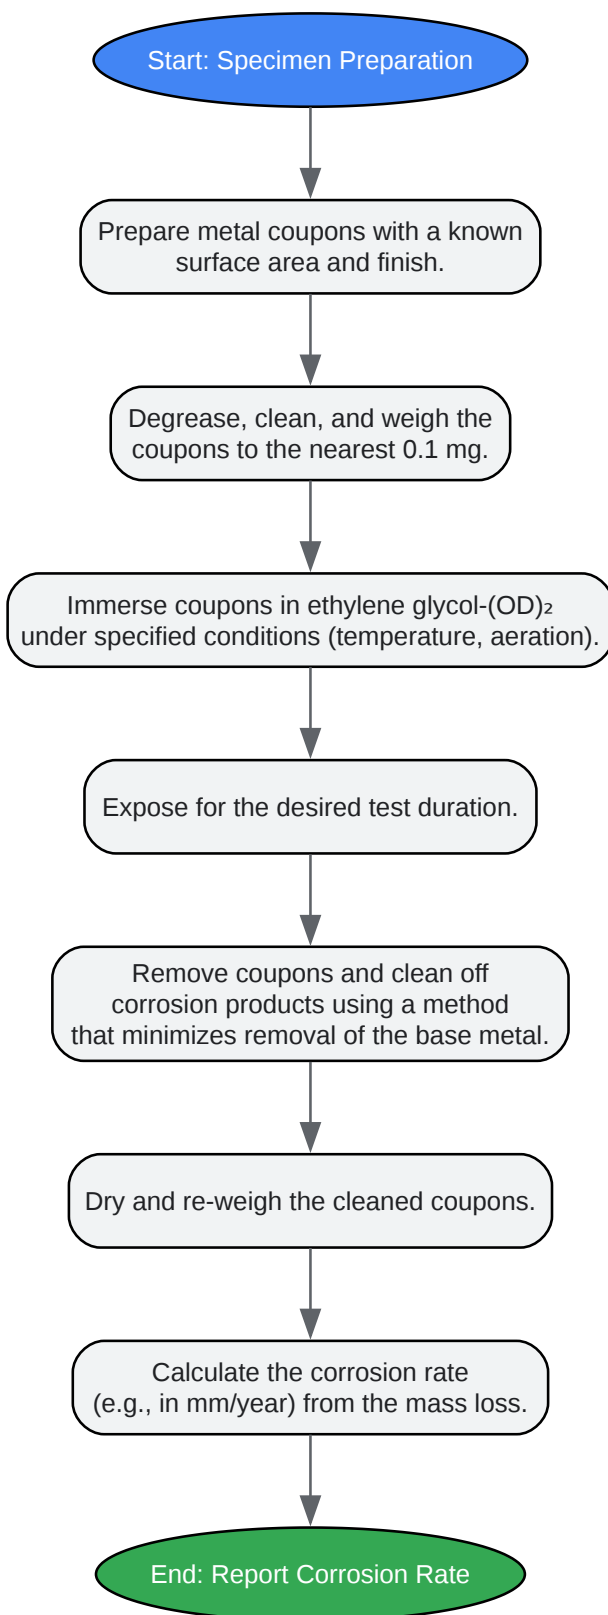 Start: Specimen Preparation
Prepare metal coupons with a known
surface area and finish.
Degrease, clean, and weigh the
coupons to the nearest 0.1 mg.
Immerse coupons in ethylene glycol-(OD)₂
under specified conditions (temperature, aeration).
Expose for the desired test duration.
Remove coupons and clean off
corrosion products using a method
that minimizes removal of the base metal.
Dry and re-weigh the cleaned coupons.
Calculate the corrosion rate
(e.g., in mm/year) from the mass loss.
End: Report Corrosion Rate